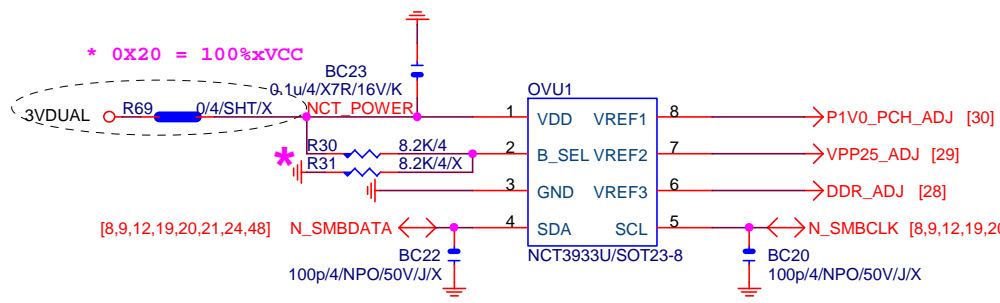 * 0X20 = 100%xVCC
BC23
0.1u/4/X7R/16V/K
OVU1
3VDUAL
R69
0/4/SHT/X
NCT_POWER
1
VDD
VREF1
8
P1V0_PCH_ADJ [30]
*
R30
8.2K/4
2
B_SEL
VREF2
7
VPP25_ADJ [29]
R31
8.2K/4/X
3
GND
VREF3
6
DDR_ADJ [28]
[8,9,12,19,20,21,24,48]
N_SMBDATA
4
SDA
SCL
5
N_SMBCLK
[8,9,12,19,20
BC22
100p/4/NPO/50V/J/X
NCT3933U/SOT23-8
BC20
100p/4/NPO/50V/J/X